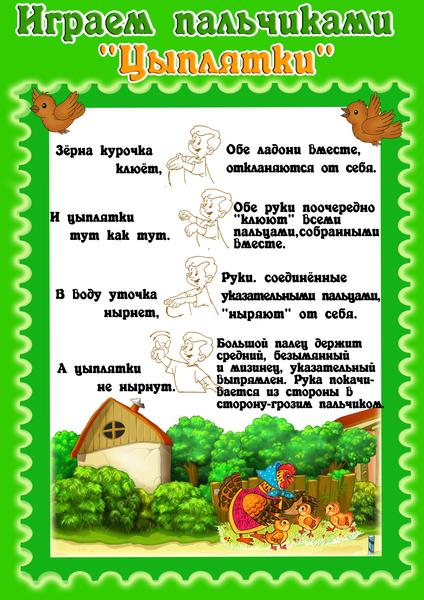 Играем пальчиками
"Цыплятки"
Зёрна курочка
клюёт,
Обе ладони вместе,
откланяются от себя.
И цыплятки
тут как тут.
Обе руки поочередно
"клюют" всеми
пальцами,собранными
вместе.
В воду уточка
нырнет,
Руки. соединённые
указательными пальцами,
"ныряют" от себя.
А цыплятки
не нырнут.
Большой палец держит
средний, безымянный
и мизинец, указательный
выпрямлен. Рука покачи-
вается из стороны в
сторону-грозим пальчиком.